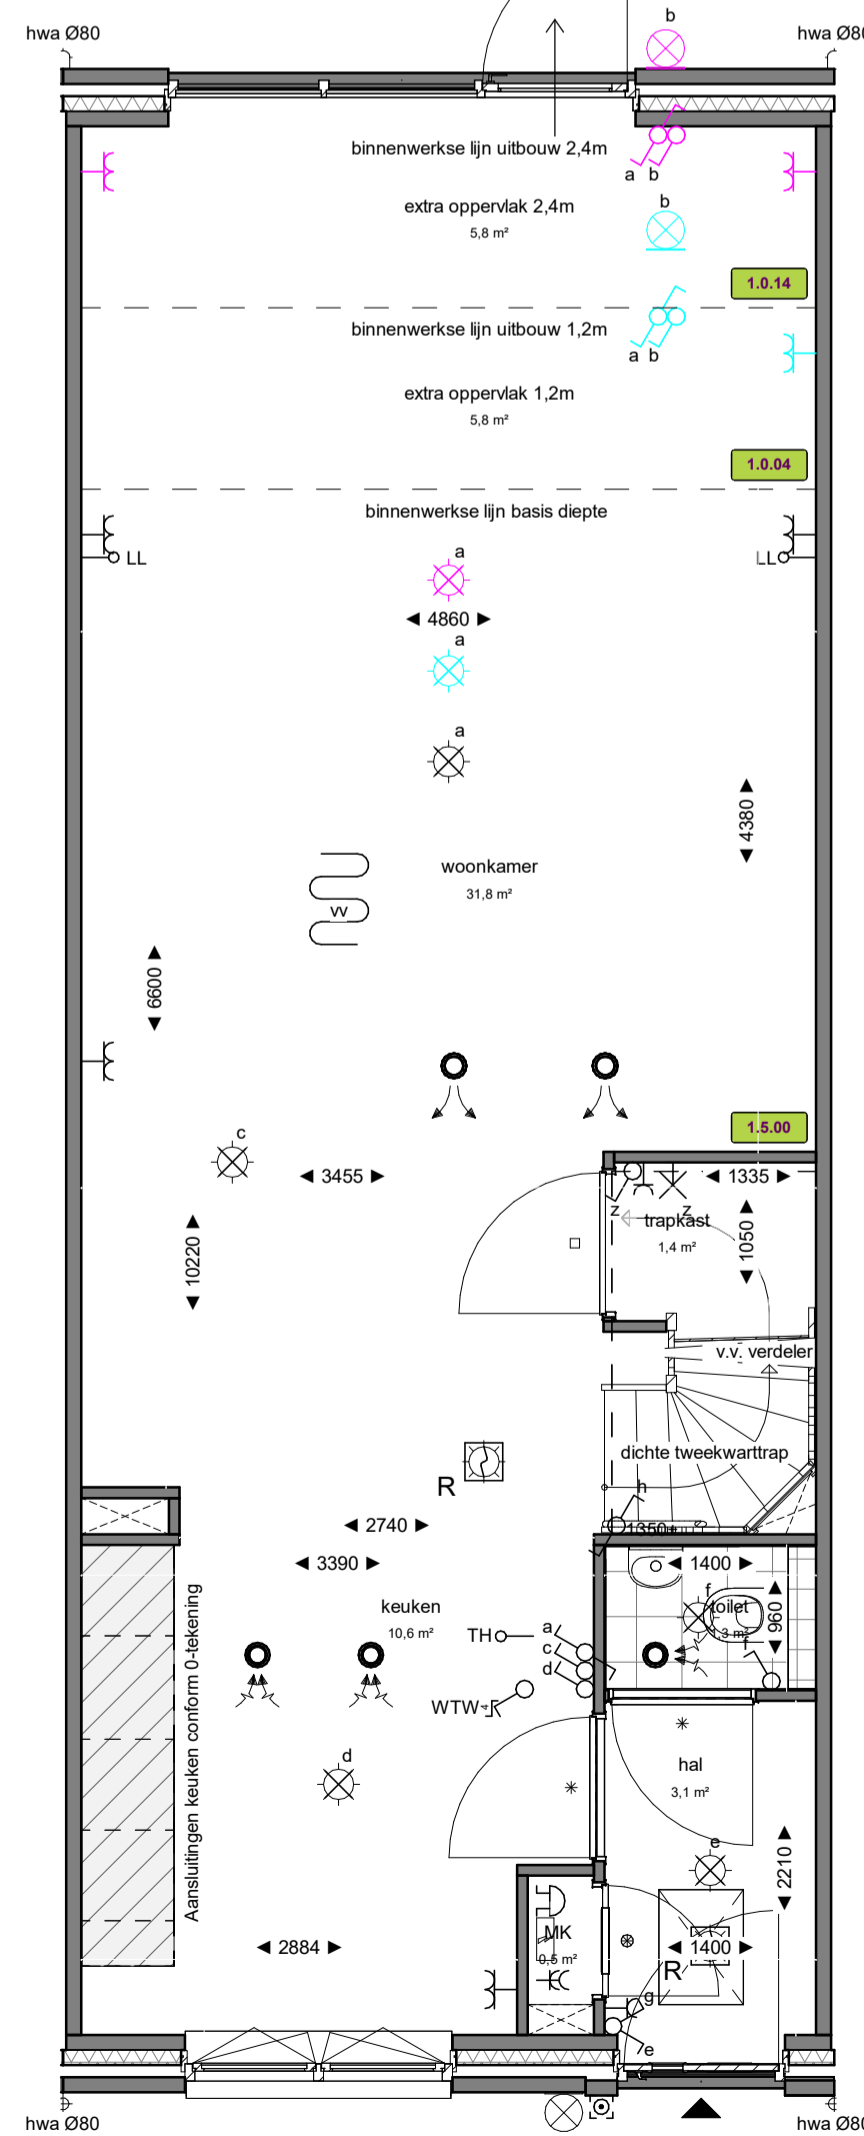 b
hwa Ø80
hwa Ø80
binnenwerkse lijn uitbouw 2,4m
a b
extra oppervlak 2,4m
5,8 m²
b
1.0.14
binnenwerkse lijn uitbouw 1,2m
a b
extra oppervlak 1,2m
5,8 m²
1.0.04
binnenwerkse lijn basis diepte
LL
LL
a
4860
a
a
4380
woonkamer
31,8 m²
vv
6600
1.5.00
c
3455
1335
z
z
trapkast
1,4 m²
1050
10220
v.v. verdeler
dichte tweekwarttrap
h
R
2740
1350+
3390
1400
f
keuken
10,6 m²
toilet
960
TH
a
c
d
f
WTW
Aansluitingen keuken conform 0-tekening
hal
3,1 m²
d
e
2210
MK
0,5 m²
2884
1400
R
g
e
hwa Ø80
hwa Ø80